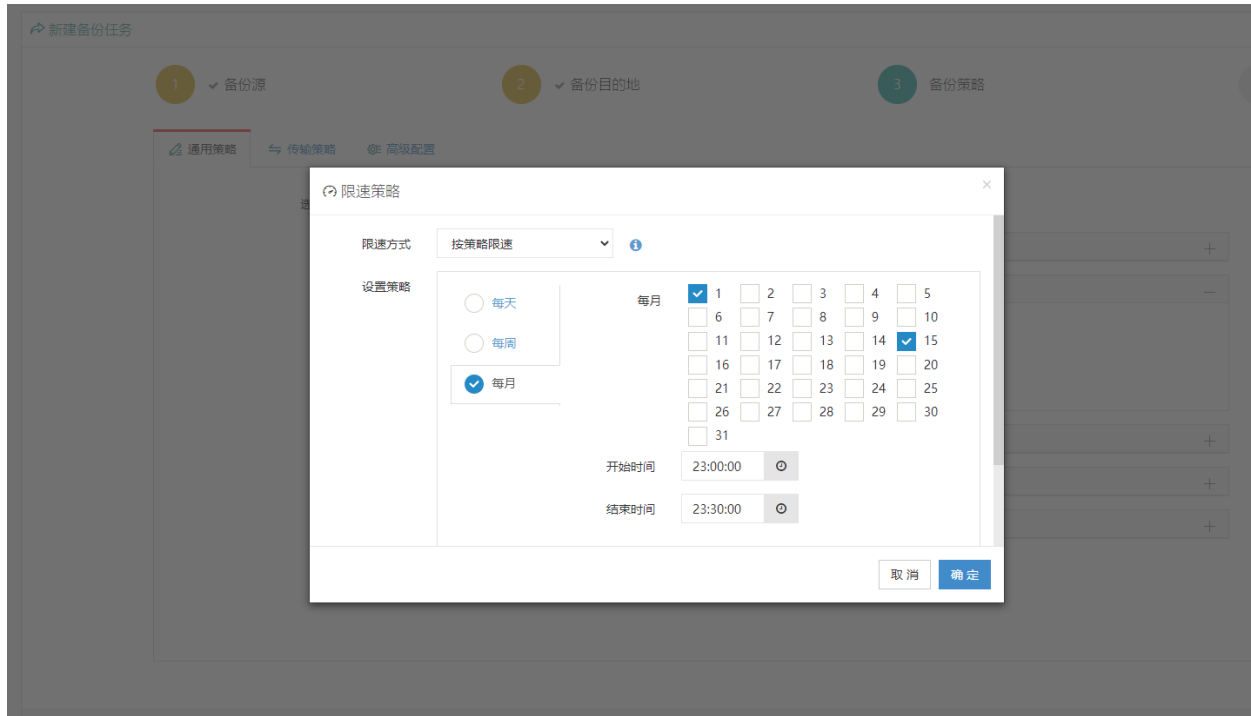 新建备份任务
1 备份源
2 备份目的地
3 备份策略
通用策略 传输策略 高级配置
限速策略
限速方式 按策略限速
设置策略
每天
每周
每月
每月
1 2 3 4 5
6 7 8 9 10
11 12 13 14 15
16 17 18 19 20
21 22 23 24 25
26 27 28 29 30
31
开始时间 23:00:00
结束时间 23:30:00
取消 确定